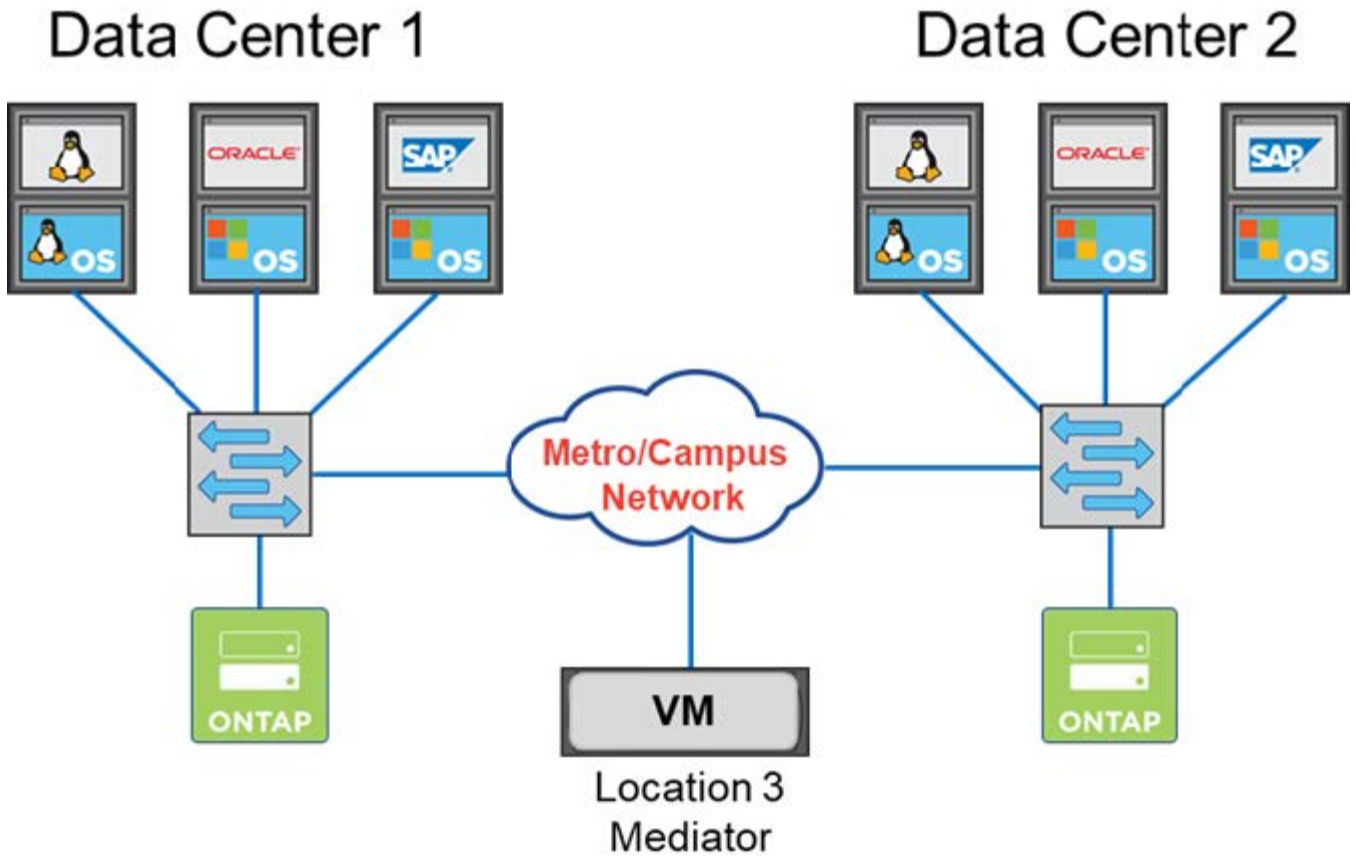 Data Center 1
Data Center 2
ORACLE
SAP
ORACLE
SAP
OS
OS
OS
OS
OS
OS
Metro/Campus
Network
ONTAP
VM
ONTAP
Location 3
Mediator